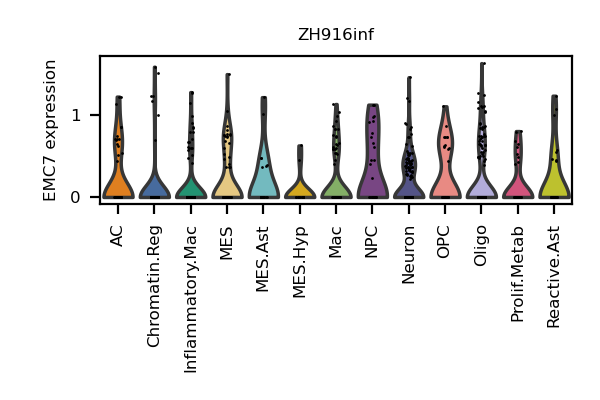 ZH916inf
EMC7 expression
1
0
AC
Chromatin.Reg
Inflammatory.Mac
MES
MES.Ast
MES.Hyp
Mac
NPC
Neuron
OPC
Oligo
Prolif.Metab
Reactive.Ast